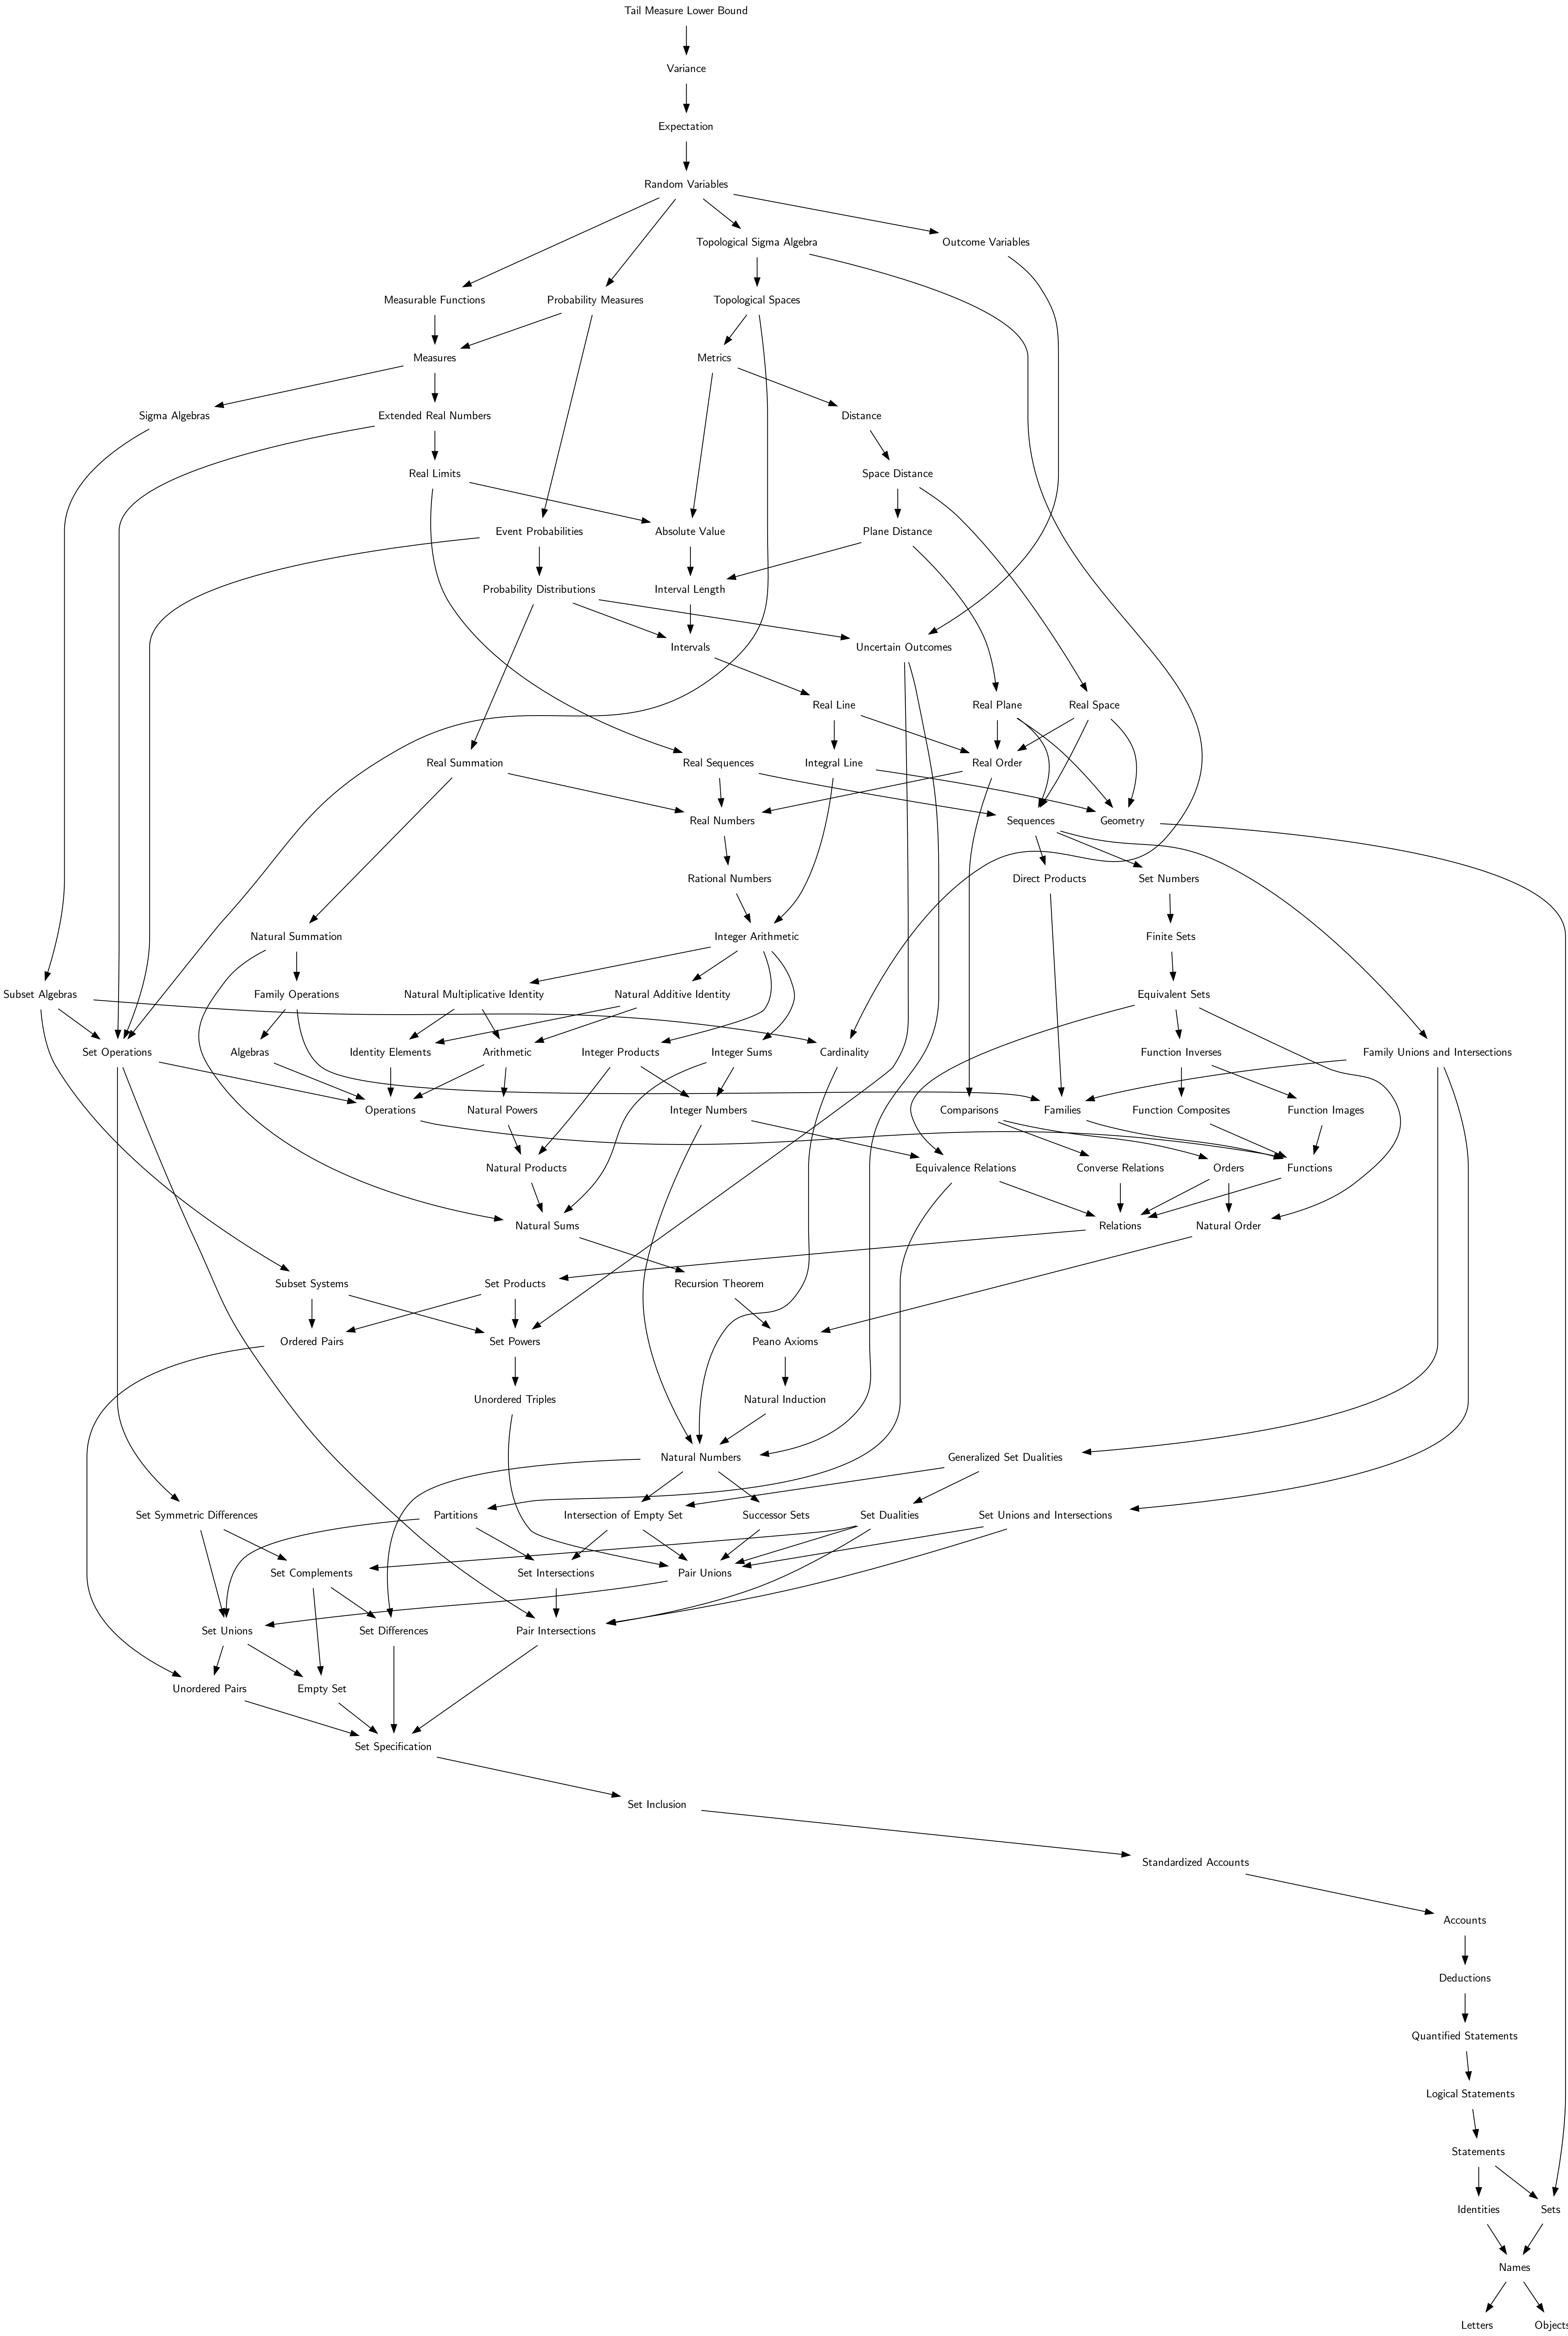 Tail Measure Lower Bound
Variance
Expectation
Random Variables
Topological Sigma Algebra
Outcome Variables
Measurable Functions
Probability Measures
Topological Spaces
Measures
Metrics
Sigma Algebras
Extended Real Numbers
Distance
Real Limits
Space Distance
Event Probabilities
Absolute Value
Plane Distance
Probability Distributions
Interval Length
Intervals
Uncertain Outcomes
Real Line
Real Plane
Real Space
Real Summation
Real Sequences
Integral Line
Real Order
Real Numbers
Sequences
Geometry
Rational Numbers
Direct Products
Set Numbers
Natural Summation
Integer Arithmetic
Finite Sets
Subset Algebras
Family Operations
Natural Multiplicative Identity
Natural Additive Identity
Equivalent Sets
Set Operations
Algebras
Identity Elements
Arithmetic
Integer Products
Integer Sums
Cardinality
Function Inverses
Family Unions and Intersections
Operations
Natural Powers
Integer Numbers
Comparisons
Families
Function Composites
Function Images
Natural Products
Equivalence Relations
Converse Relations
Orders
Functions
Natural Sums
Relations
Natural Order
Subset Systems
Set Products
Recursion Theorem
Ordered Pairs
Set Powers
Peano Axioms
Unordered Triples
Natural Induction
Natural Numbers
Generalized Set Dualities
Set Symmetric Differences
Partitions
Intersection of Empty Set
Successor Sets
Set Dualities
Set Unions and Intersections
Set Complements
Set Intersections
Pair Unions
Set Unions
Set Differences
Pair Intersections
Unordered Pairs
Empty Set
Set Specification
Set Inclusion
Standardized Accounts
Accounts
Deductions
Quantified Statements
Logical Statements
Statements
Identities
Sets
Names
Letters
Objects